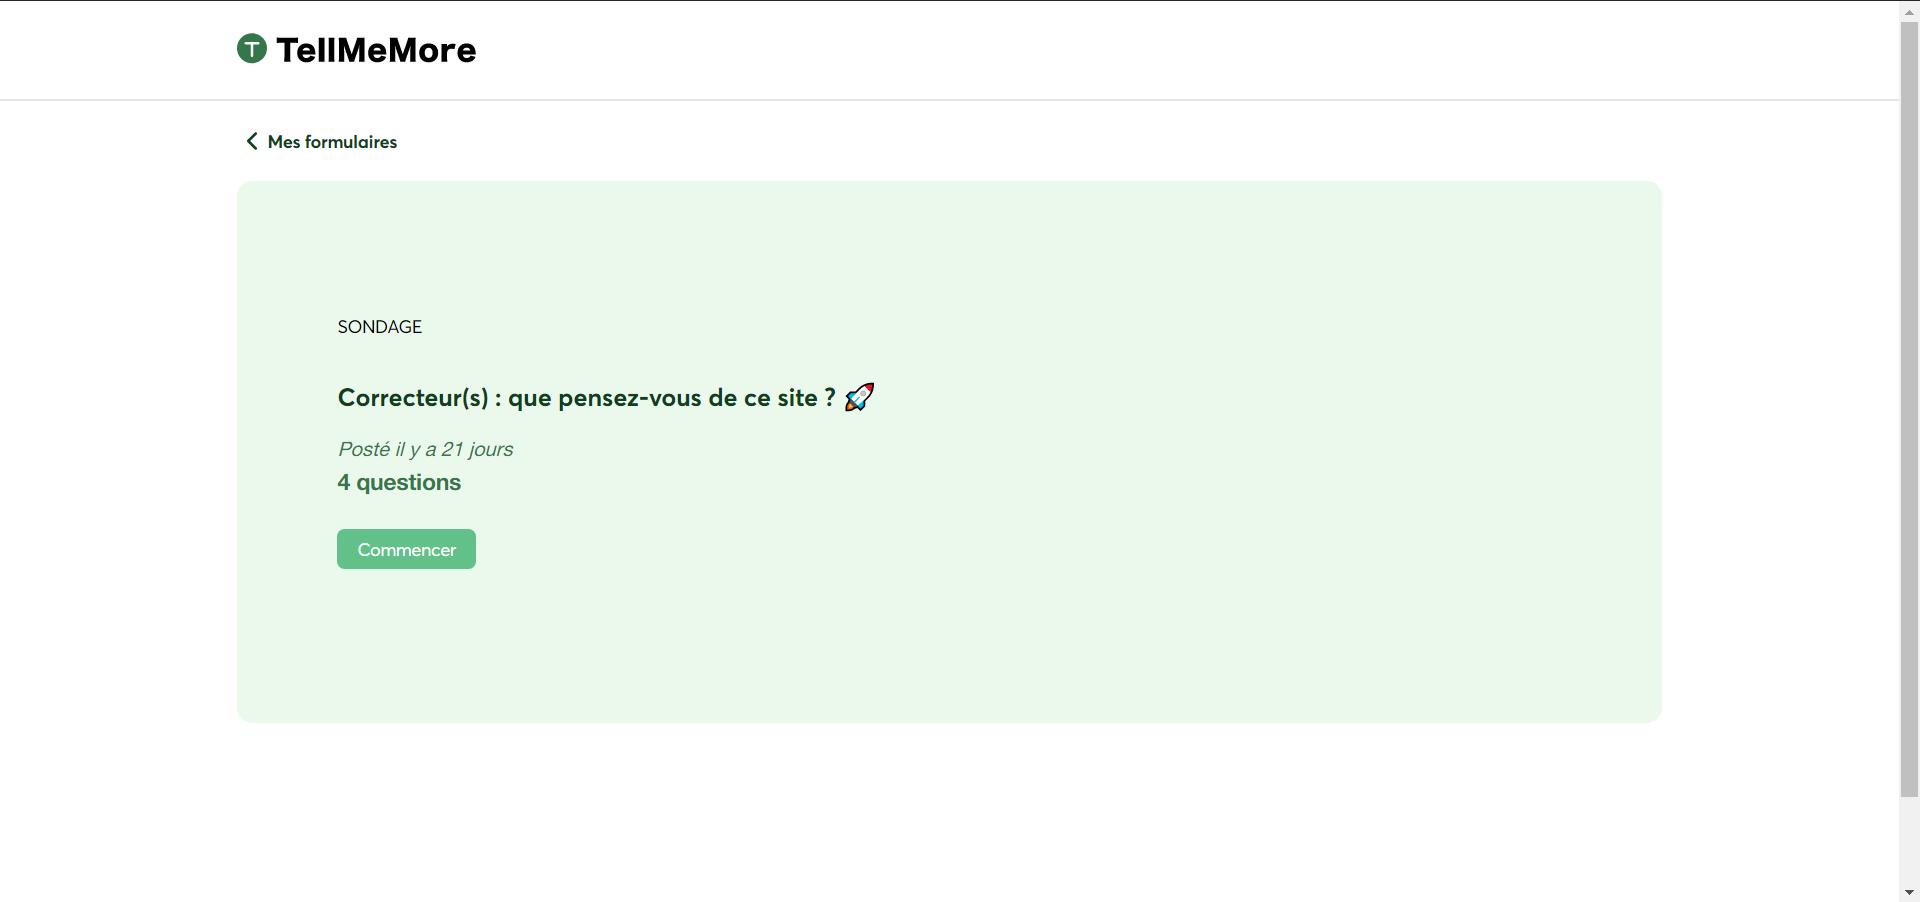 T TellMeMore
Mes formulaires
SONDAGE
Correcteur(s) : que pensez-vous de ce site ? 🚀
Posté il y a 21 jours
4 questions
Commencer